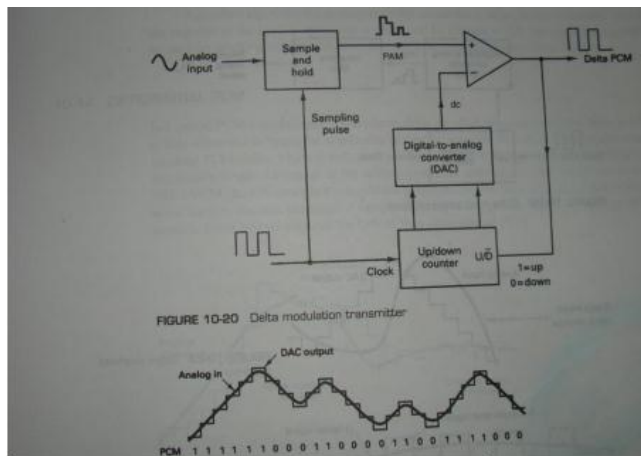 Analog
input
Sample
and
hold
PAM
+
−
Delta PCM
dc
Sampling
pulse
Digital-to-analog
converter
(DAC)
Clock
Up/down
counter
U/D̅
1=up
0=down
FIGURE 10-20 Delta modulation transmitter
DAC output
Analog in
PCM 1 1 1 1 1 1 0 0 0 1 1 0 0 0 0 1 1 0 0 1 1 1 1 0 0 0